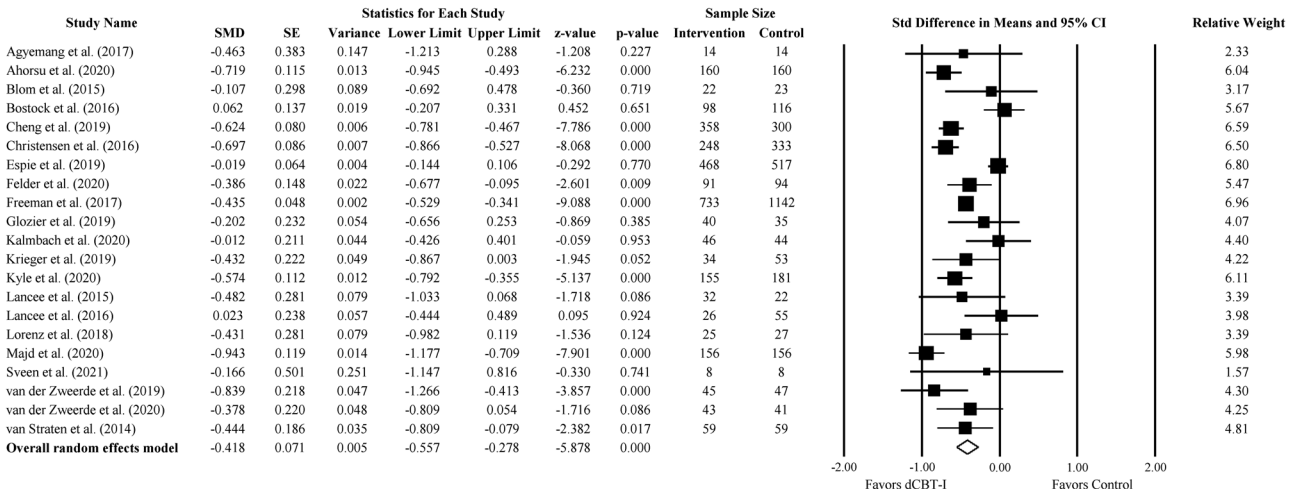 Statistics for Each Study Sample Size Std Difference in Means and 95% CI Relative Weight
Study Name
SMD SE Variance Lower Limit Upper Limit z-value p-value Intervention Control
Agyemang et al. (2017) -0.463 0.383 0.147 -1.213 0.288 -1.208 0.227 14 14 2.33
Ahorsu et al. (2020) -0.719 0.115 0.013 -0.945 -0.493 -6.232 0.000 160 160 6.04
Blom et al. (2015) -0.107 0.298 0.089 -0.692 0.478 -0.360 0.719 22 23 3.17
Bostock et al. (2016) 0.062 0.137 0.019 -0.207 0.331 0.452 0.651 98 116 5.67
Cheng et al. (2019) -0.624 0.080 0.006 -0.781 -0.467 -7.786 0.000 358 300 6.59
Christensen et al. (2016) -0.697 0.086 0.007 -0.866 -0.527 -8.068 0.000 248 333 6.50
Espie et al. (2019) -0.019 0.064 0.004 -0.144 0.106 -0.292 0.770 468 517 6.80
Felder et al. (2020) -0.386 0.148 0.022 -0.677 -0.095 -2.601 0.009 91 94 5.47
Freeman et al. (2017) -0.435 0.048 0.002 -0.529 -0.341 -9.088 0.000 733 1142 6.96
Glozier et al. (2019) -0.202 0.232 0.054 -0.656 0.253 -0.869 0.385 40 35 4.07
Kalmbach et al. (2020) -0.012 0.211 0.044 -0.426 0.401 -0.059 0.953 46 44 4.40
Krieger et al. (2019) -0.432 0.222 0.049 -0.867 0.003 -1.945 0.052 34 53 4.22
Kyle et al. (2020) -0.574 0.112 0.012 -0.792 -0.355 -5.137 0.000 155 181 6.11
Lancee et al. (2015) -0.482 0.281 0.079 -1.033 0.068 -1.718 0.086 32 22 3.39
Lancee et al. (2016) 0.023 0.238 0.057 -0.444 0.489 0.095 0.924 26 55 3.98
Lorenz et al. (2018) -0.431 0.281 0.079 -0.982 0.119 -1.536 0.124 25 27 3.39
Majd et al. (2020) -0.943 0.119 0.014 -1.177 -0.709 -7.901 0.000 156 156 5.98
Sveen et al. (2021) -0.166 0.501 0.251 -1.147 0.816 -0.330 0.741 8 8 1.57
van der Zweerde et al. (2019) -0.839 0.218 0.047 -1.266 -0.413 -3.857 0.000 45 47 4.30
van der Zweerde et al. (2020) -0.378 0.220 0.048 -0.809 0.054 -1.716 0.086 43 41 4.25
van Straten et al. (2014) -0.444 0.186 0.035 -0.809 -0.079 -2.382 0.017 59 59 4.81
Overall random effects model -0.418 0.071 0.005 -0.557 -0.278 -5.878 0.000
-2.00 -1.00 0.00 1.00 2.00
Favors dCBT-I Favors Control